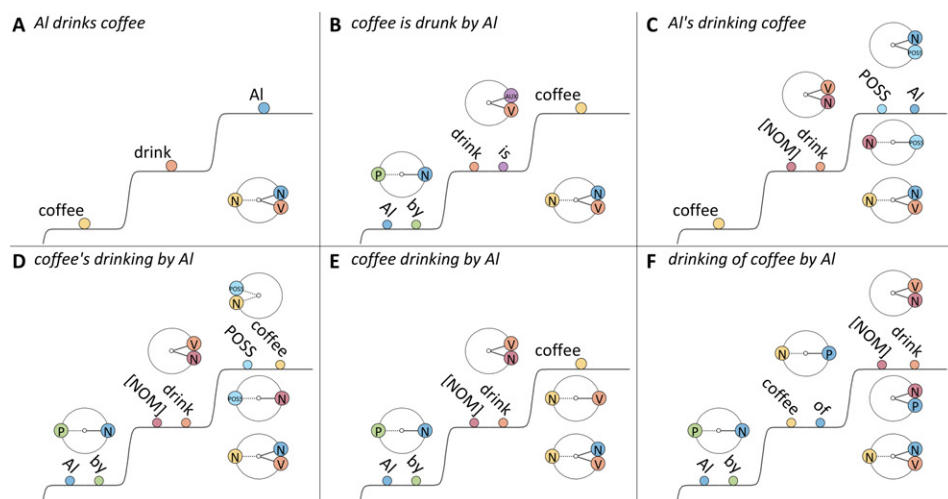 A Al drinks coffee
Al
drink
coffee
N N V
B coffee is drunk by Al
AUX V
coffee
drink is
P N
Al by
N N V
C Al's drinking coffee
N POSS
V N
POSS Al
[NOM] drink
N POSS
coffee
N N V
D coffee's drinking by Al
POSS N
V N
POSS coffee
[NOM] drink
POSS N
P N
Al by
N N V
E coffee drinking by Al
V N
coffee
[NOM] drink
N V
P N
Al by
N N V
F drinking of coffee by Al
V N
[NOM] drink
N P
coffee of
N P
P N
Al by
N N V